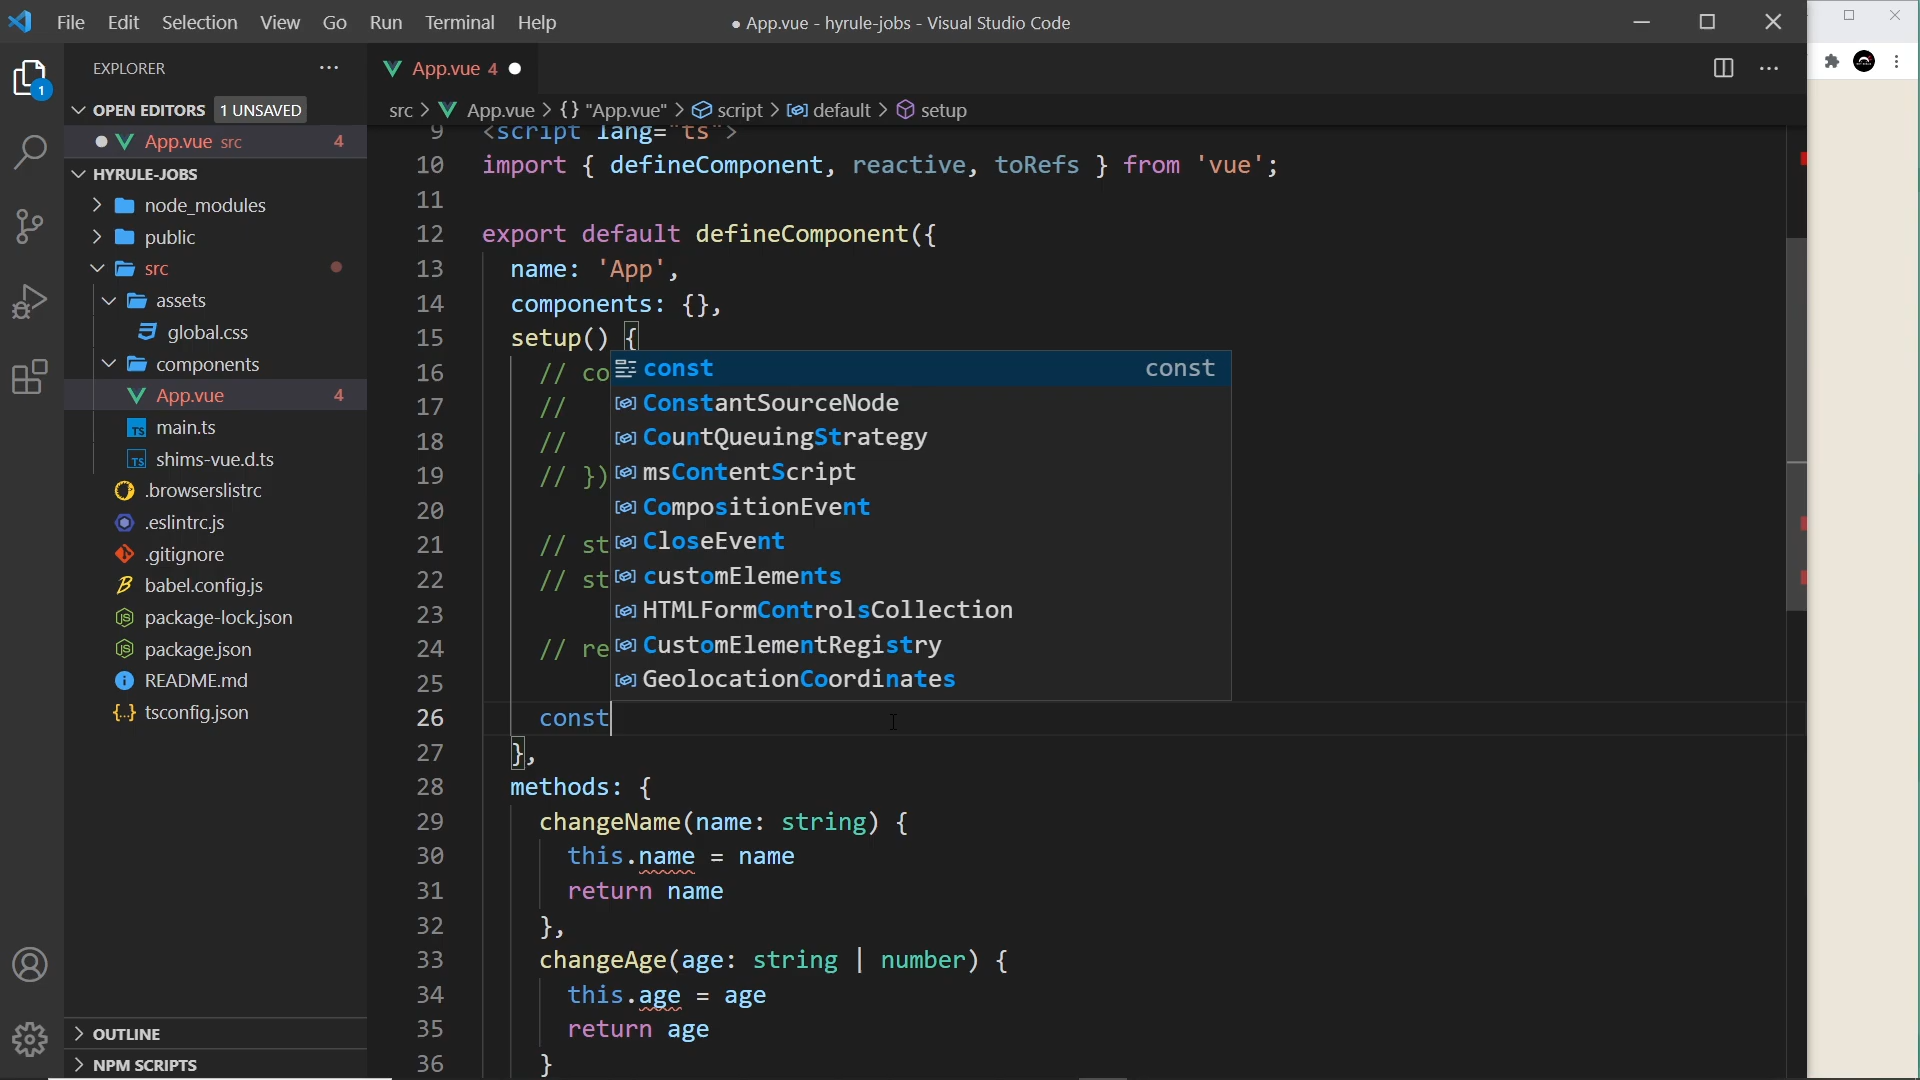 File Edit Selection View Go Run Terminal Help
● App.vue - hyrule-jobs - Visual Studio Code
EXPLORER
OPEN EDITORS 1 UNSAVED
App.vue src 4
HYRULE-JOBS
node_modules
public
src
assets
global.css
components
App.vue 4
main.ts
shims-vue.d.ts
.browserslistrc
.eslintrc.js
.gitignore
babel.config.js
package-lock.json
package.json
README.md
tsconfig.json
OUTLINE
NPM SCRIPTS
1
App.vue 4
src > App.vue > {} "App.vue" > script > default > setup
9 <script lang="ts">
10 import { defineComponent, reactive, toRefs } from 'vue';
11
12 export default defineComponent({
13 name: 'App',
14 components: {},
15 setup() {
16 // co
17 //
18 //
19 // })
20
21 // st
22 // st
23
24 // re
25
26 const
27 },
28 methods: {
29 changeName(name: string) {
30 this.name = name
31 return name
32 },
33 changeAge(age: string | number) {
34 this.age = age
35 return age
36 }
const const
ConstantSourceNode
CountQueuingStrategy
msContentScript
CompositionEvent
CloseEvent
customElements
HTMLFormControlsCollection
CustomElementRegistry
GeolocationCoordinates